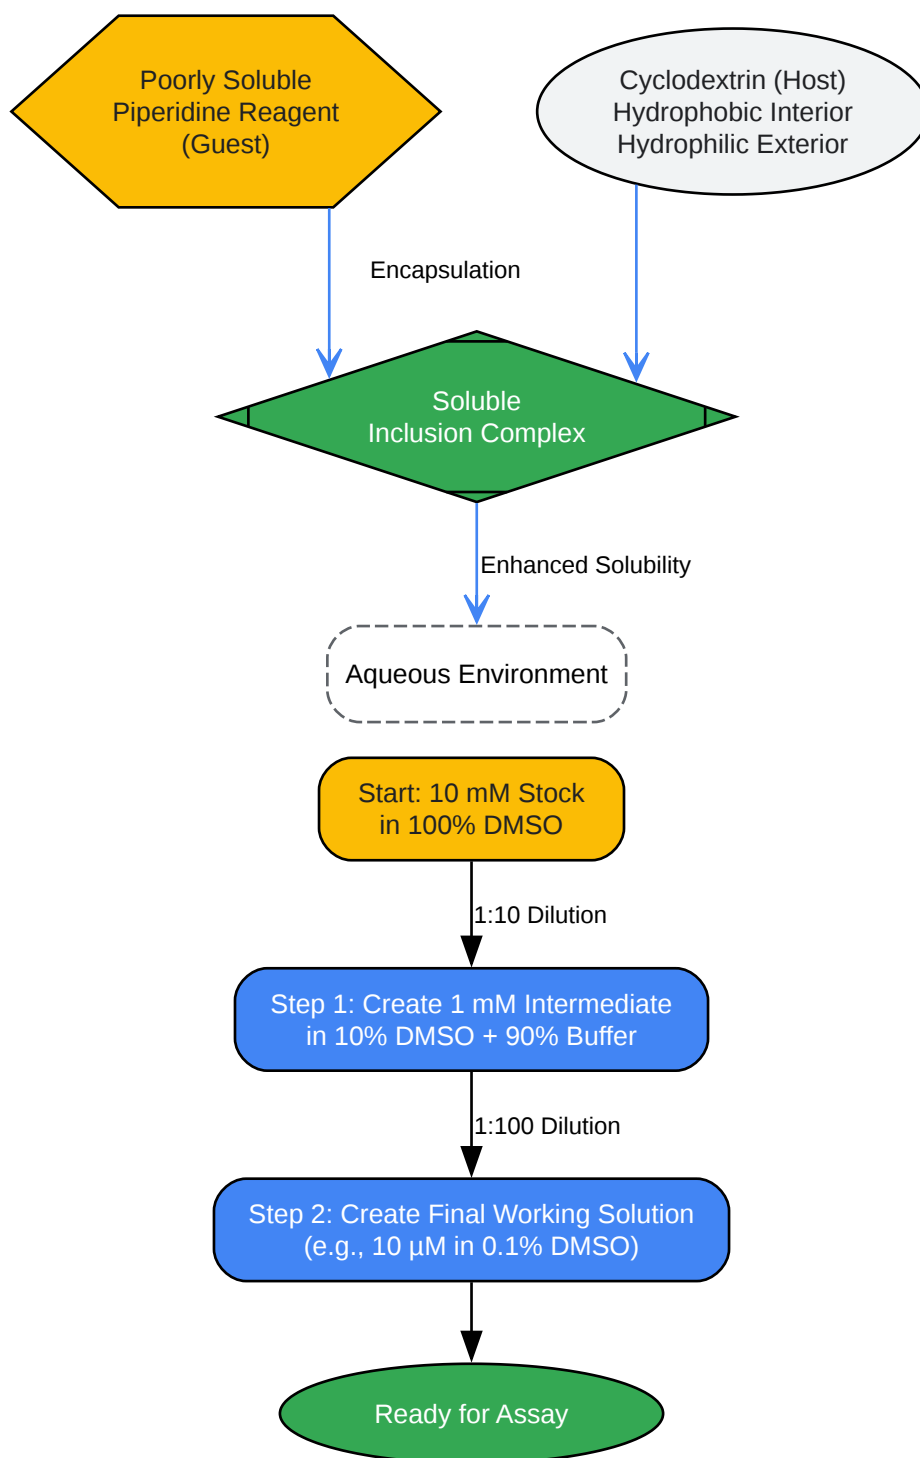 Poorly Soluble
Piperidine Reagent
(Guest)
Cyclodextrin (Host)
Hydrophobic Interior
Hydrophilic Exterior
Encapsulation
Soluble
Inclusion Complex
Enhanced Solubility
Aqueous Environment
Start: 10 mM Stock
in 100% DMSO
1:10 Dilution
Step 1: Create 1 mM Intermediate
in 10% DMSO + 90% Buffer
1:100 Dilution
Step 2: Create Final Working Solution
(e.g., 10 µM in 0.1% DMSO)
Ready for Assay